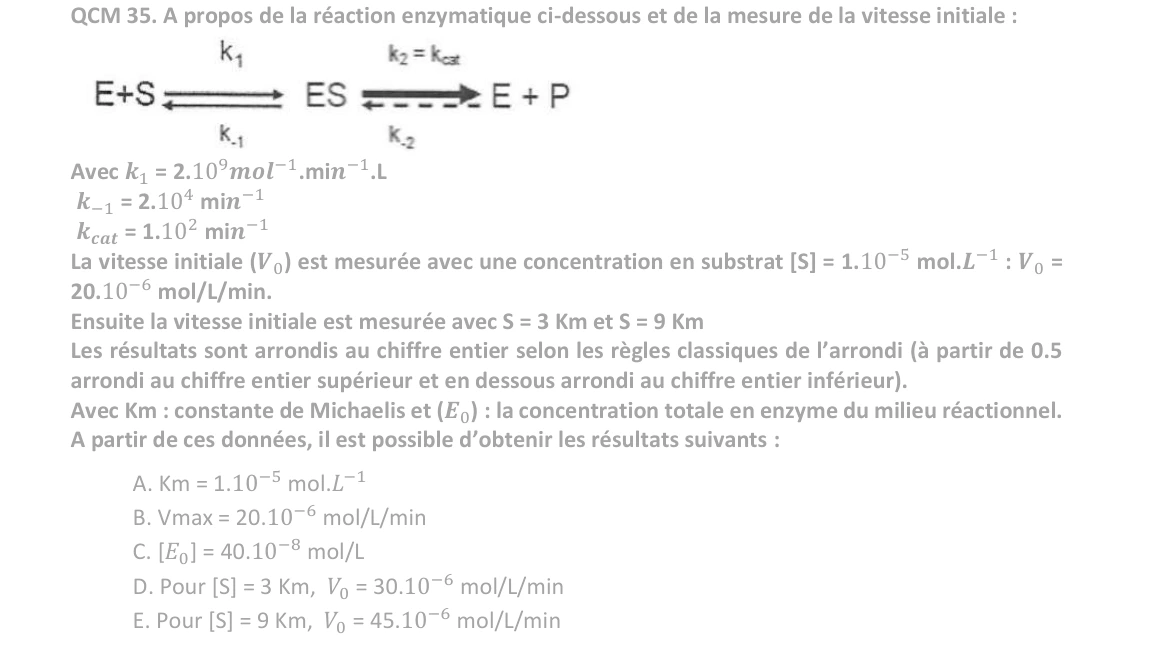 QCM 35. A propos de la réaction enzymatique ci-dessous et de la mesure de la vitesse initiale :
k₁ k₂ = kcat
E+S ES E + P
k₋₁ k₋₂
Avec k₁ = 2.10⁹mol⁻¹.min⁻¹.L
k₋₁ = 2.10⁴ min⁻¹
kcat = 1.10² min⁻¹
La vitesse initiale (V₀) est mesurée avec une concentration en substrat [S] = 1.10⁻⁵ mol.L⁻¹ : V₀ =
20.10⁻⁶ mol/L/min.
Ensuite la vitesse initiale est mesurée avec S = 3 Km et S = 9 Km
Les résultats sont arrondis au chiffre entier selon les règles classiques de l’arrondi (à partir de 0.5
arrondi au chiffre entier supérieur et en dessous arrondi au chiffre entier inférieur).
Avec Km : constante de Michaelis et (E₀) : la concentration totale en enzyme du milieu réactionnel.
A partir de ces données, il est possible d’obtenir les résultats suivants :
A. Km = 1.10⁻⁵ mol.L⁻¹
B. Vmax = 20.10⁻⁶ mol/L/min
C. [E₀] = 40.10⁻⁸ mol/L
D. Pour [S] = 3 Km, V₀ = 30.10⁻⁶ mol/L/min
E. Pour [S] = 9 Km, V₀ = 45.10⁻⁶ mol/L/min